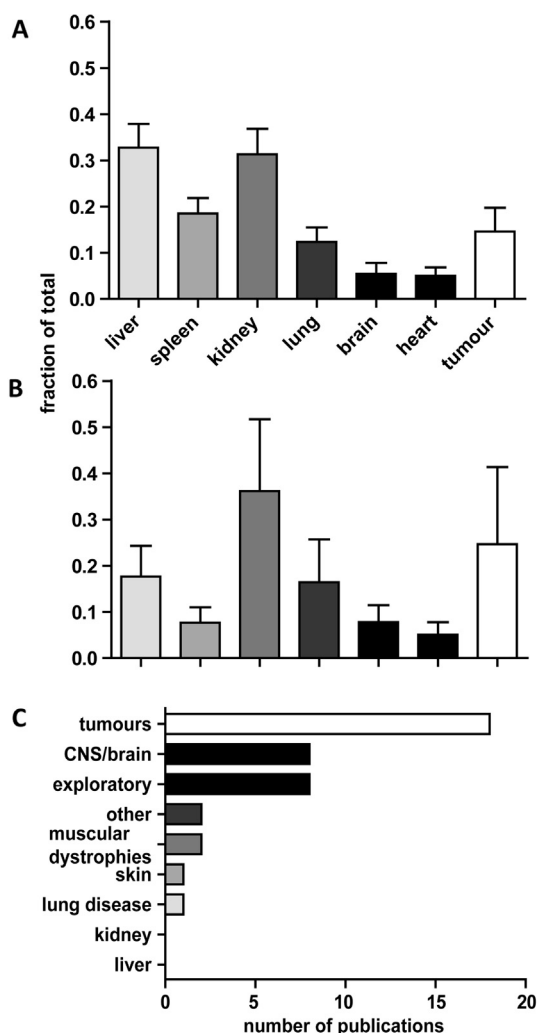 A
0.6
0.5
0.4
0.3
0.2
0.1
0.0
liver
spleen
kidney
lung
brain
heart
tumour
fraction of total
B
0.6
0.5
0.4
0.3
0.2
0.1
0.0
C
tumours
CNS/brain
exploratory
other
muscular
dystrophies
skin
lung disease
kidney
liver
0 5 10 15 20
number of publications